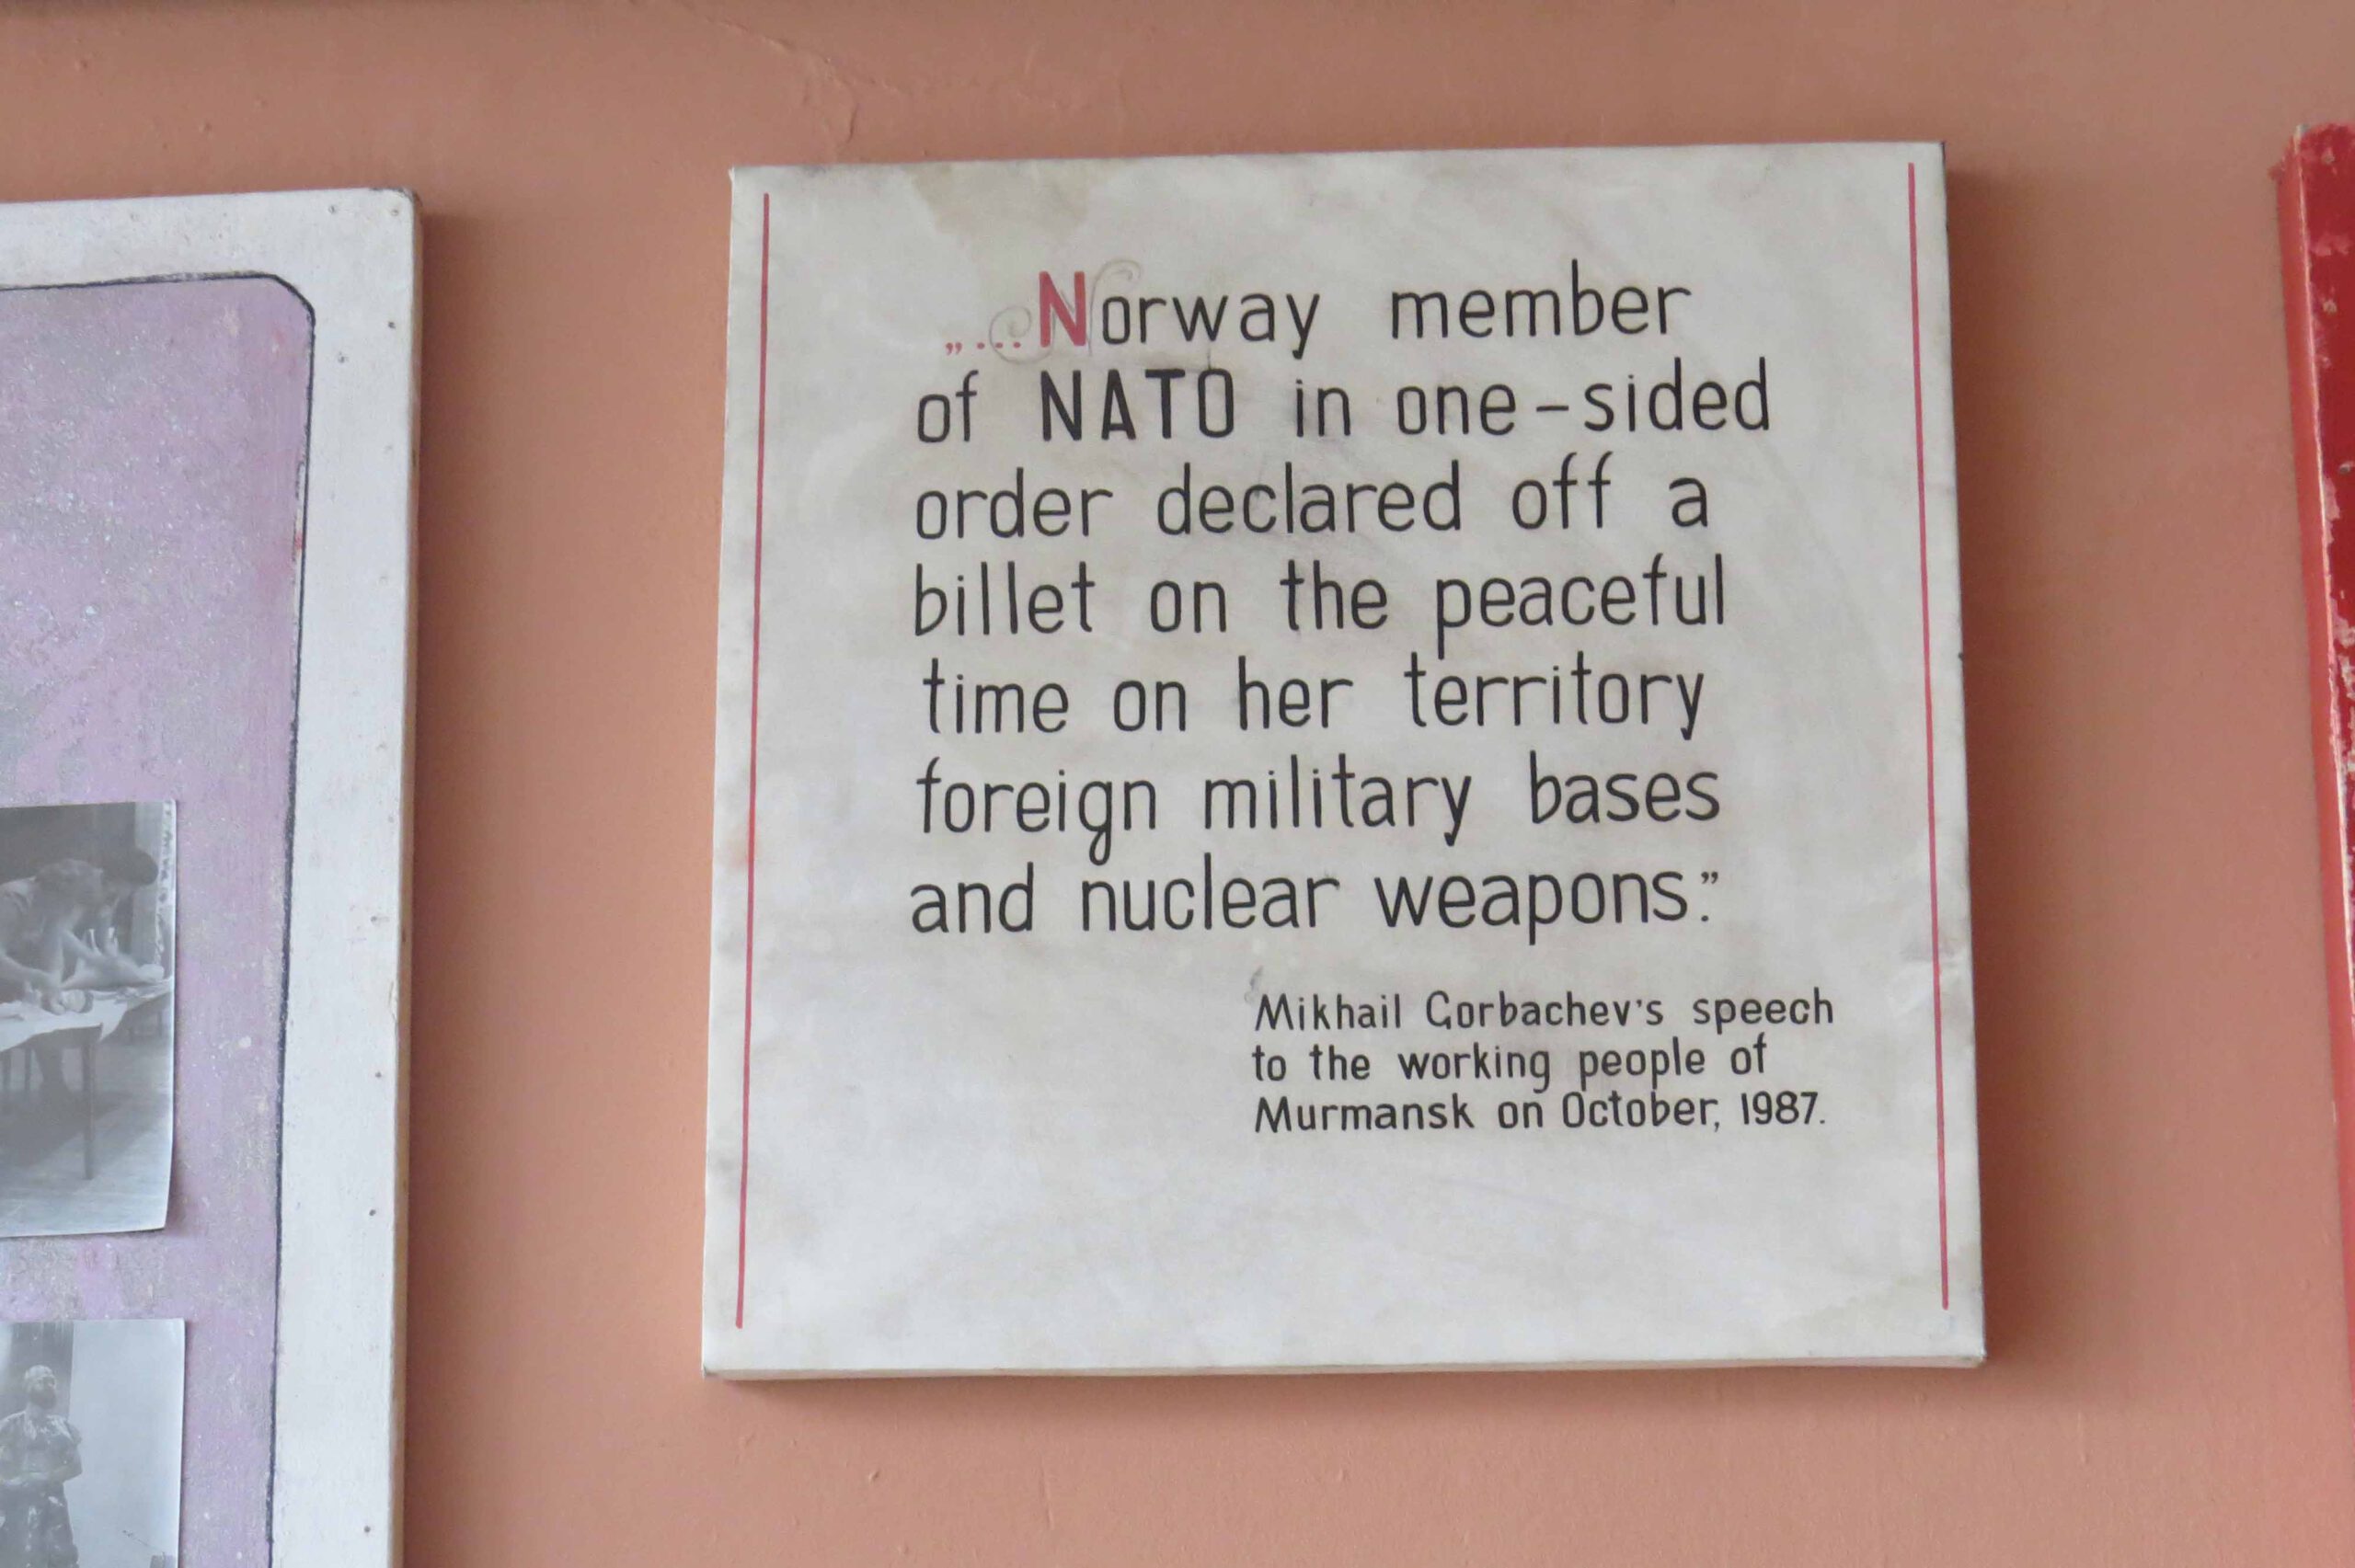 „...Norway member
of NATO in one-sided
order declared off a
billet on the peaceful
time on her territory
foreign military bases
and nuclear weapons.”
Mikhail Gorbachev's speech
to the working people of
Murmansk on October, 1987.